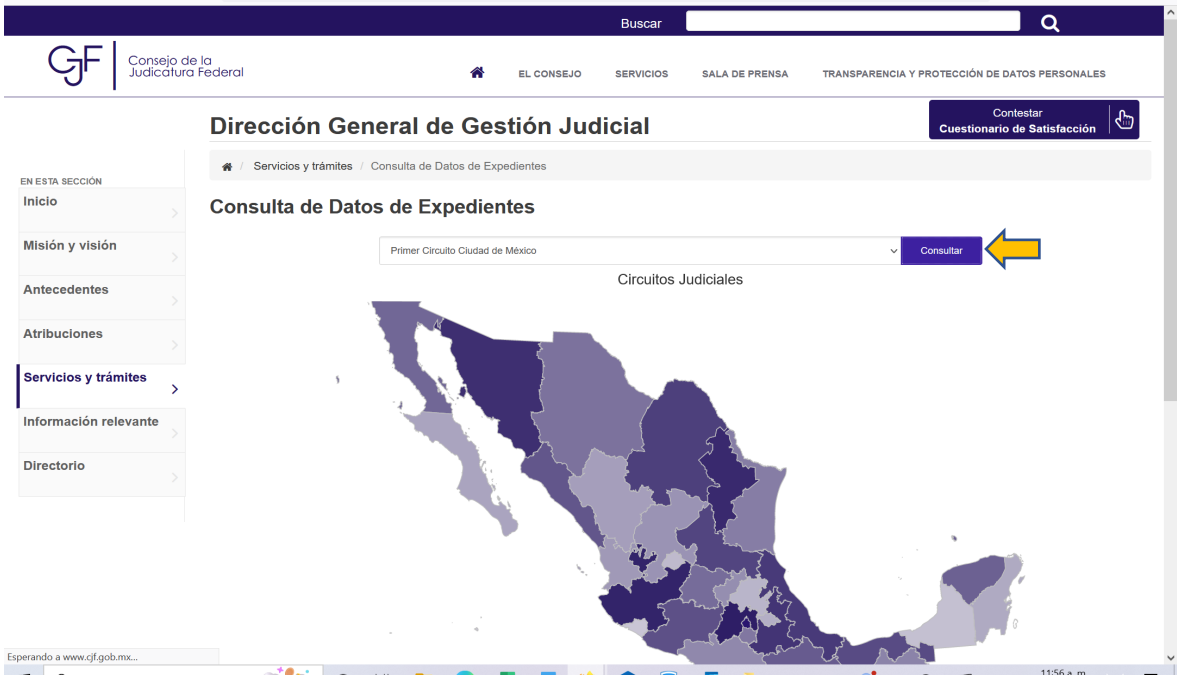 Buscar
CJF
Consejo de la
Judicatura Federal
EL CONSEJO
SERVICIOS
SALA DE PRENSA
TRANSPARENCIA Y PROTECCIÓN DE DATOS PERSONALES
Dirección General de Gestión Judicial
Contestar
Cuestionario de Satisfacción
/ Servicios y trámites / Consulta de Datos de Expedientes
EN ESTA SECCIÓN
Inicio
Misión y visión
Antecedentes
Atribuciones
Servicios y trámites
Información relevante
Directorio
Consulta de Datos de Expedientes
Primer Circuito Ciudad de México
Consultar
Circuitos Judiciales
Esperando a www.cjf.gob.mx...
11:56 a. m.